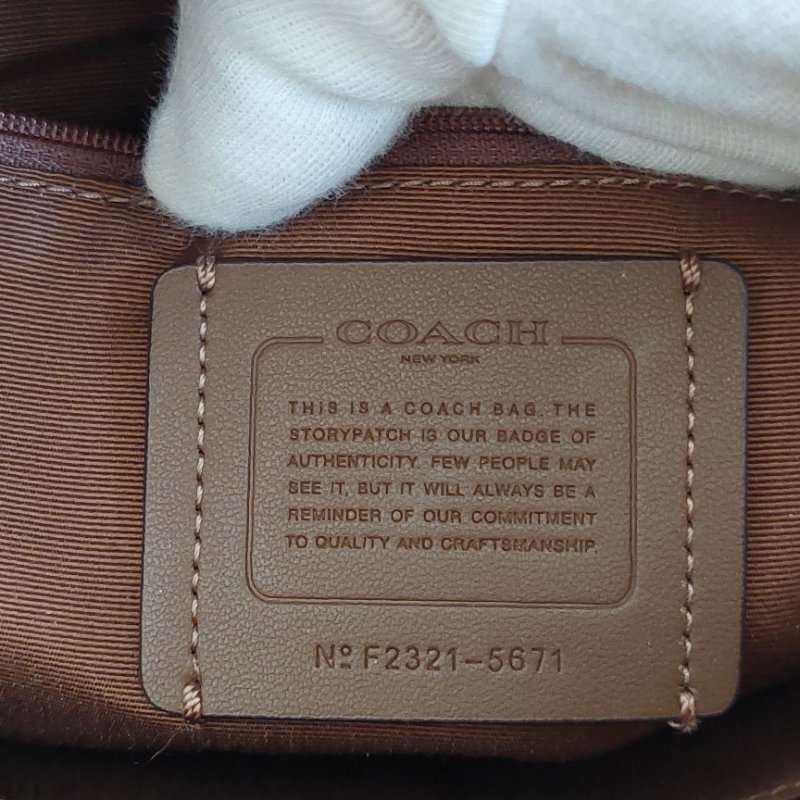 COACH
NEW YORK
THIS IS A COACH BAG. THE
STORYPATCH IS OUR BADGE OF
AUTHENTICITY. FEW PEOPLE MAY
SEE IT, BUT IT WILL ALWAYS BE A
REMINDER OF OUR COMMITMENT
TO QUALITY AND CRAFTSMANSHIP.
Nº F2321-5671